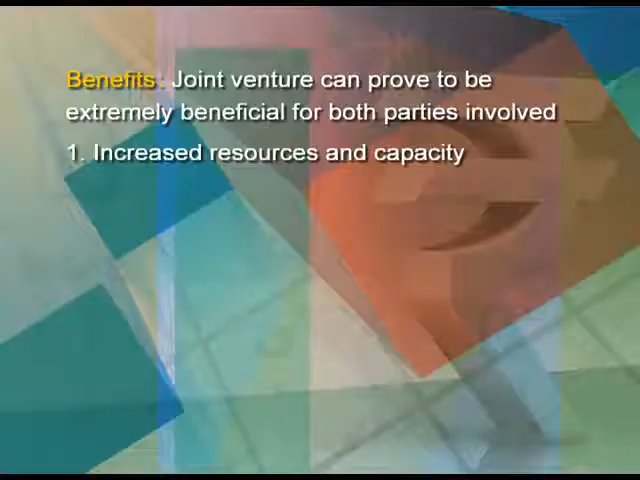 Benefits: Joint venture can prove to be
extremely beneficial for both parties involved
1. Increased resources and capacity